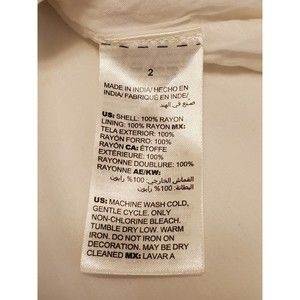 2
MADE IN INDIA/ HECHO EN
INDIA/ FABRIQUÉ EN INDE/
صنع في الهند
US: SHELL: 100% RAYON
LINING: 100% RAYON MX:
TELA EXTERIOR: 100%
RAYÓN FORRO: 100%
RAYÓN CA: ÉTOFFE
EXTÉRIEURE: 100%
RAYONNE DOUBLURE: 100%
RAYONNE AE/KW:
القماش الخارجي: 100% رايون
البطانة: 100% رايون
US: MACHINE WASH COLD,
GENTLE CYCLE. ONLY
NON-CHLORINE BLEACH.
TUMBLE DRY LOW. WARM
IRON. DO NOT IRON ON
DECORATION. MAY BE DRY
CLEANED MX: LAVAR A